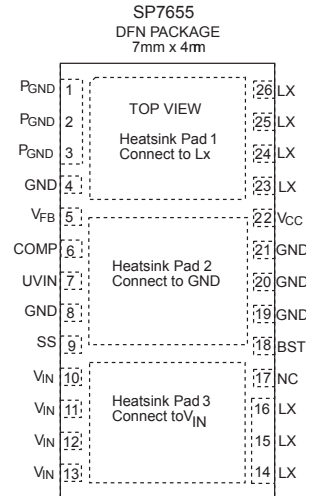 SP7655
DFN PACKAGE
7mm x 4mm
TOP VIEW
Heatsink Pad 1
Connect to Lx
Heatsink Pad 2
Connect to GND
Heatsink Pad 3
Connect toVIN
PGND 1
PGND 2
PGND 3
GND 4
VFB 5
COMP 6
UVIN 7
GND 8
SS 9
VIN 10
VIN 11
VIN 12
VIN 13
26 LX
25 LX
24 LX
23 LX
22 VCC
21 GND
20 GND
19 GND
18 BST
17 NC
16 LX
15 LX
14 LX